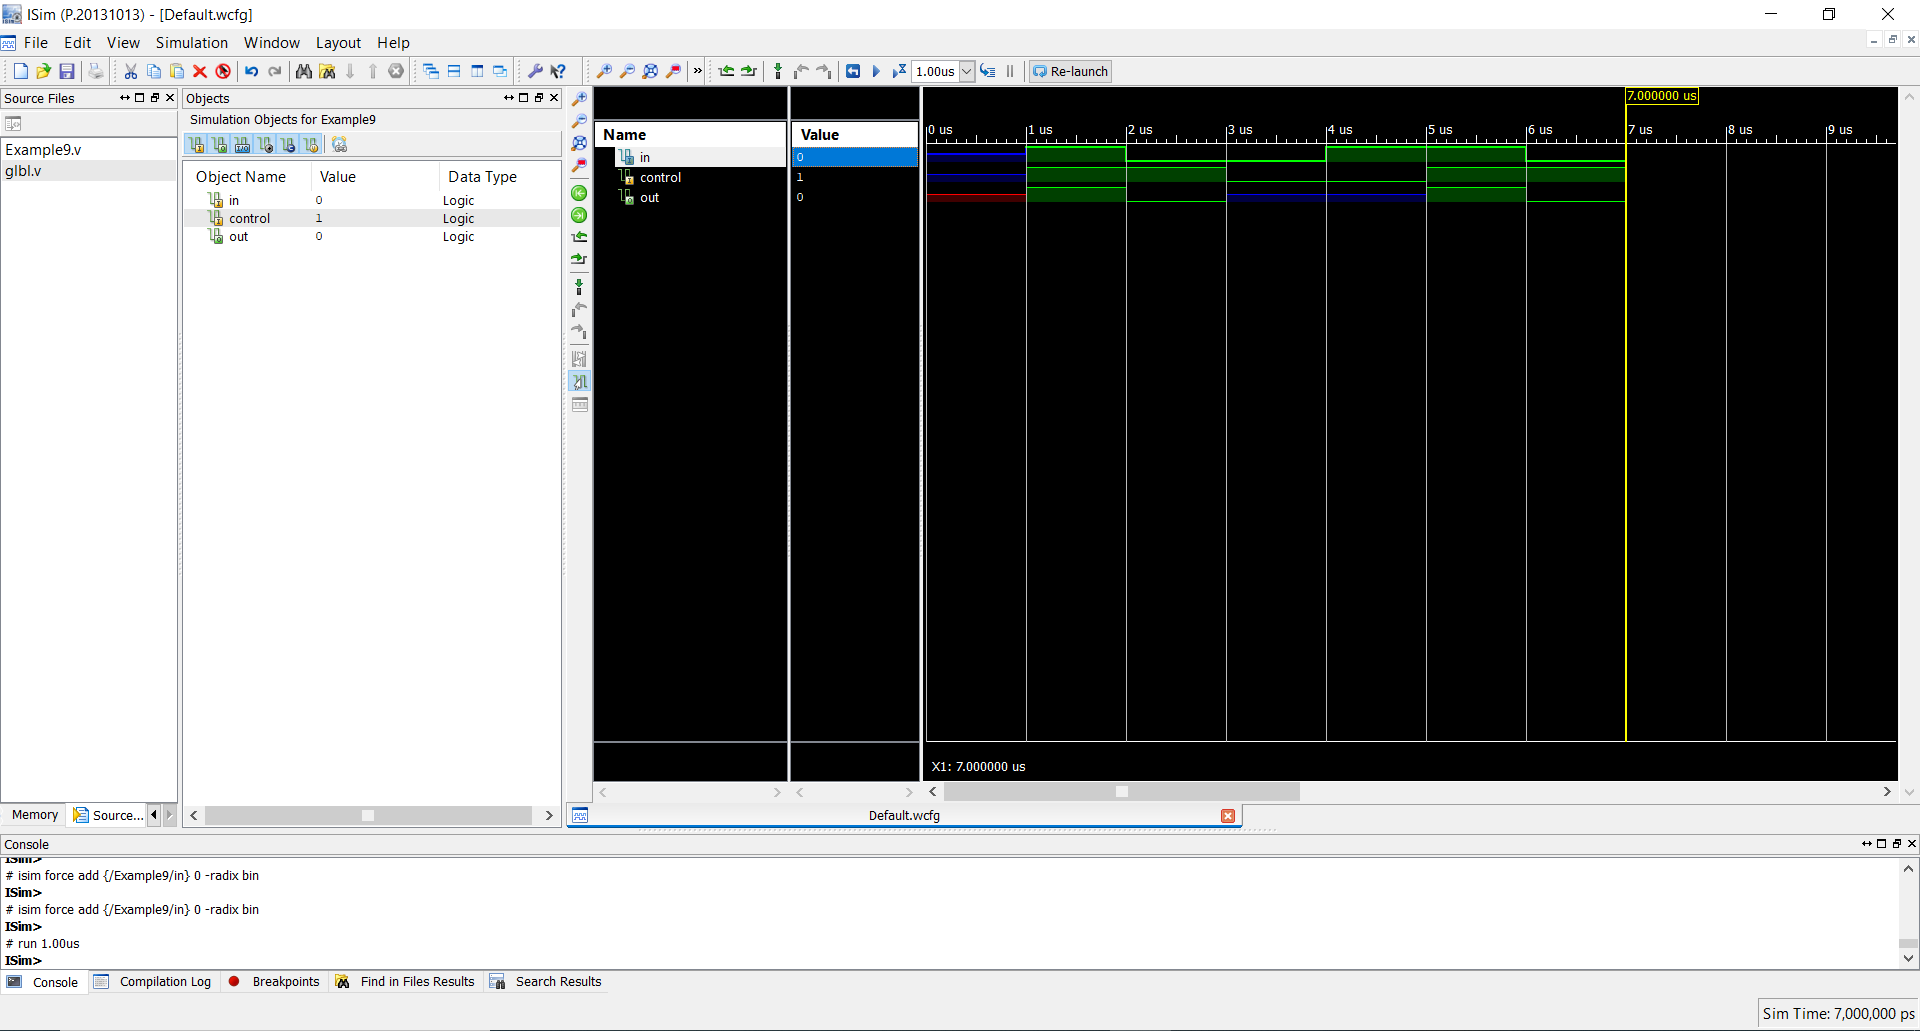 ISim (P.20131013) - [Default.wcfg]
File Edit View Simulation Window Layout Help
1.00us Re-launch
Source Files
Example9.v
glbl.v
Memory Source...
Objects
Simulation Objects for Example9
Object Name Value Data Type
in 0 Logic
control 1 Logic
out 0 Logic
Name Value
in 0
control 1
out 0
7.000000 us
0 us 1 us 2 us 3 us 4 us 5 us 6 us 7 us 8 us 9 us
X1: 7.000000 us
Default.wcfg
Console
ISim>
# isim force add {/Example9/in} 0 -radix bin
ISim>
# isim force add {/Example9/in} 0 -radix bin
ISim>
# run 1.00us
ISim>
Console Compilation Log Breakpoints Find in Files Results Search Results
Sim Time: 7,000,000 ps